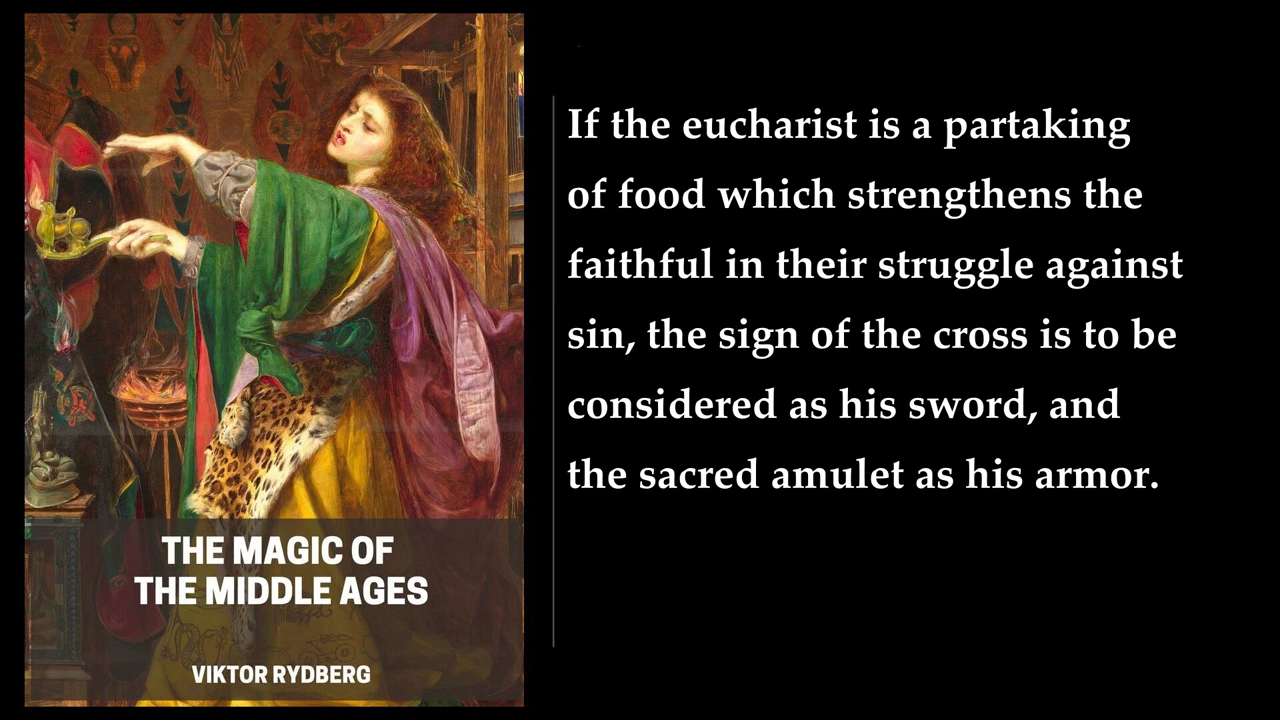 If the eucharist is a partaking
of food which strengthens the
faithful in their struggle against
sin, the sign of the cross is to be
considered as his sword, and
the sacred amulet as his armor.
THE MAGIC OF
THE MIDDLE AGES
VIKTOR RYDBERG